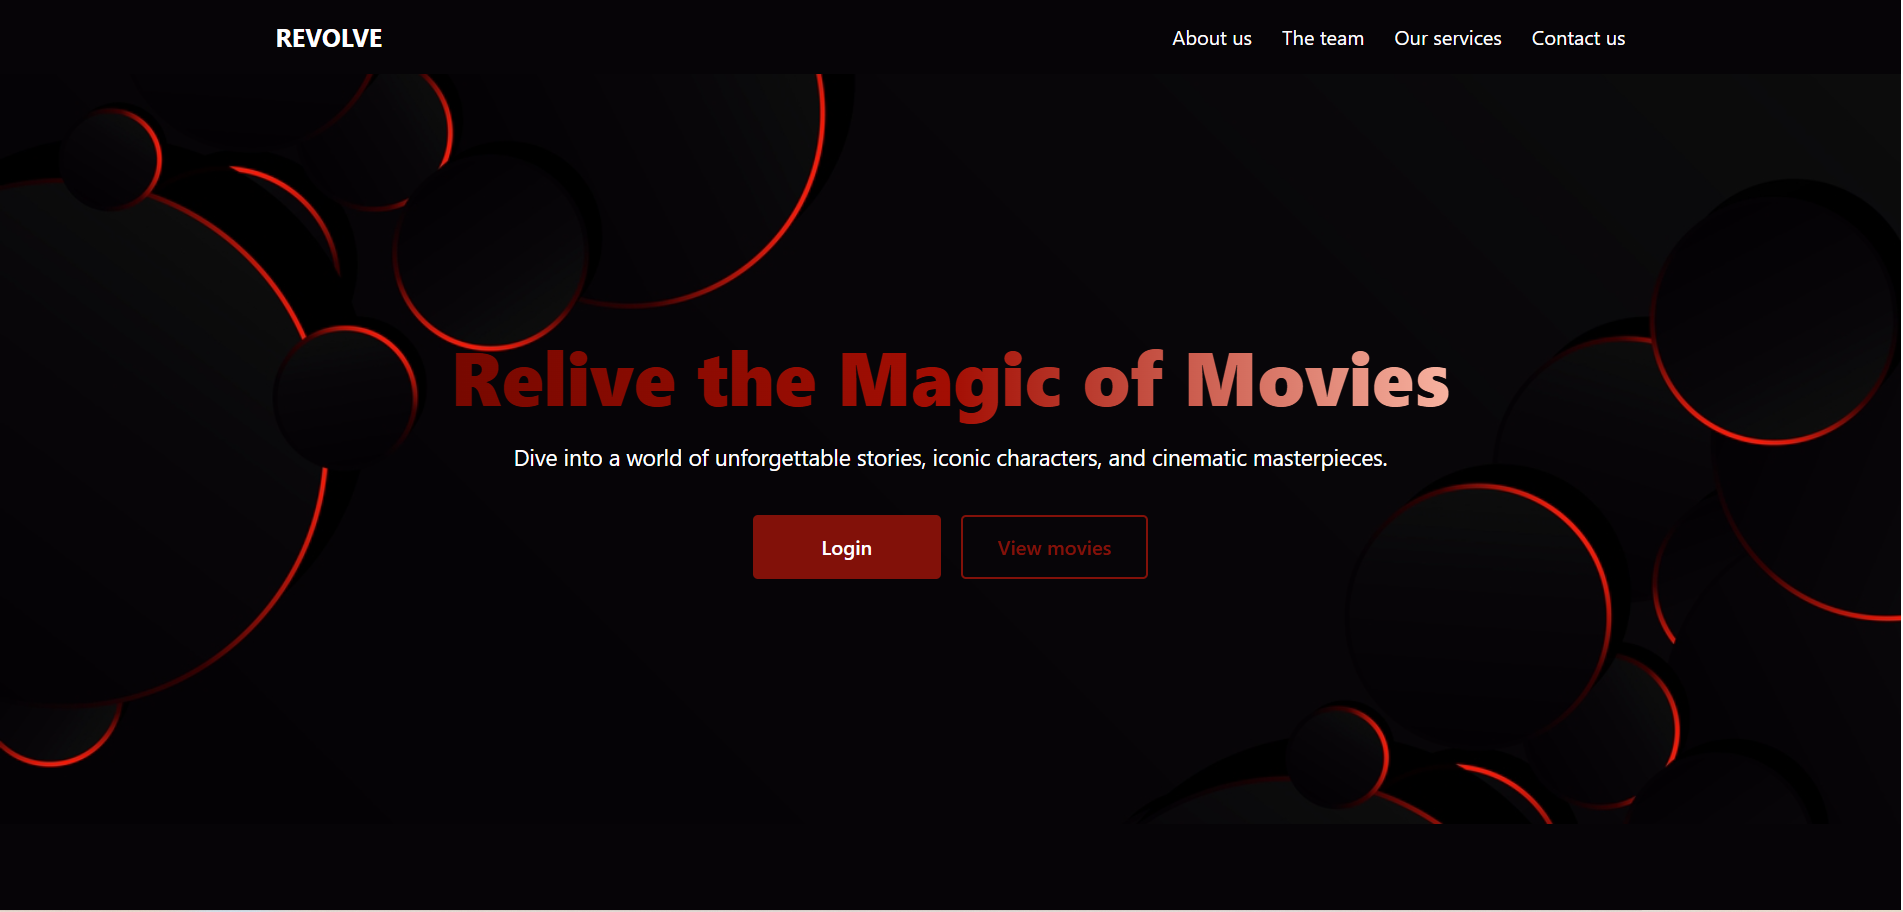 REVOLVE
About us
The team
Our services
Contact us
Relive the Magic of Movies
Dive into a world of unforgettable stories, iconic characters, and cinematic masterpieces.
Login
View movies